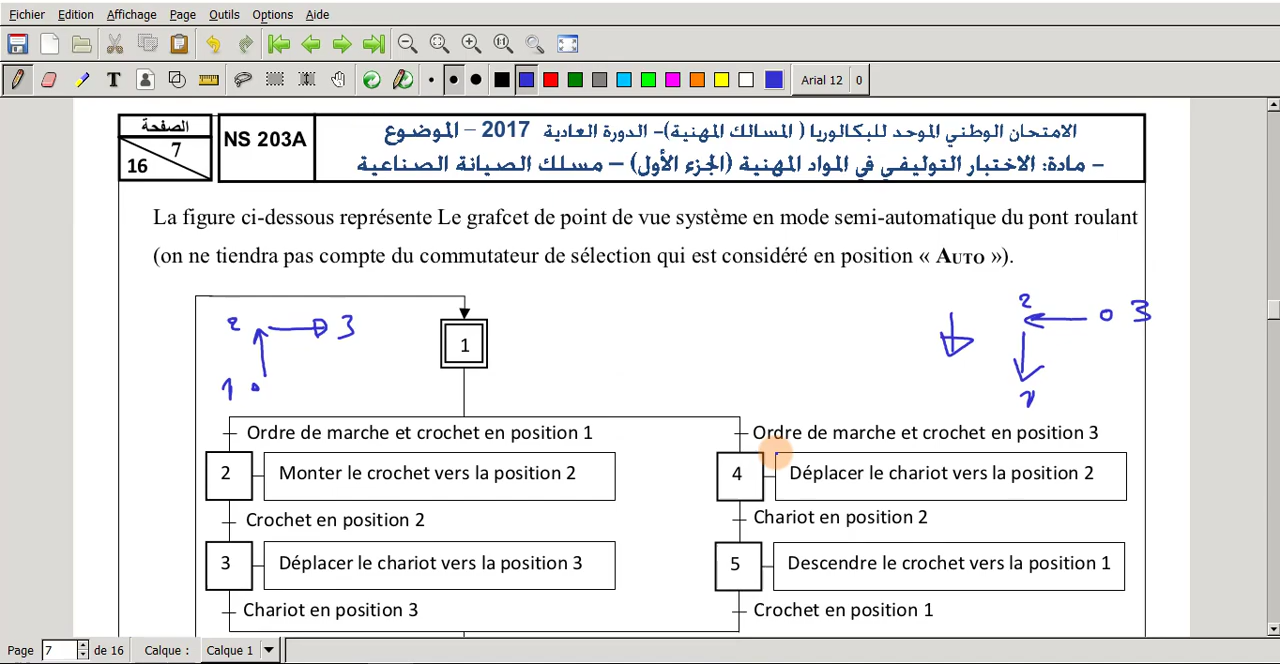 Fichier Edition Affichage Page Outils Options Aide
Arial 12 0
الصفحة
7
16
NS 203A
الامتحان الوطني الموحد للبكالوريا ( المسالك المهنية)- الدورة العادية 2017 – الموضوع
- مادة: الاختبار التوليفي في المواد المهنية (الجزء الأول) – مسلك الصيانة الصناعية
La figure ci-dessous représente Le grafcet de point de vue système en mode semi-automatique du pont roulant
(on ne tiendra pas compte du commutateur de sélection qui est considéré en position « AUTO »).
2 3
1
1
2
3
Ordre de marche et crochet en position 1
Ordre de marche et crochet en position 3
2 Monter le crochet vers la position 2
4 Déplacer le chariot vers la position 2
Crochet en position 2
Chariot en position 2
3 Déplacer le chariot vers la position 3
5 Descendre le crochet vers la position 1
Chariot en position 3
Crochet en position 1
Page 7 de 16 Calque : Calque 1